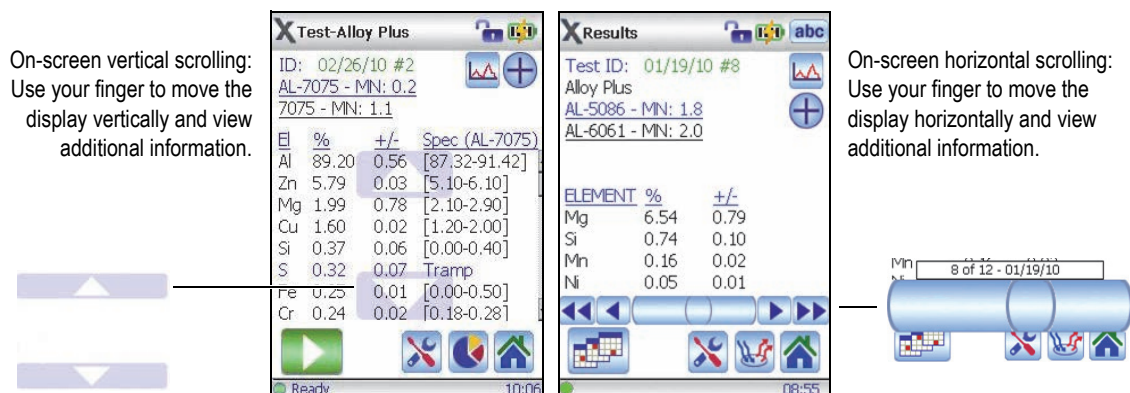 On-screen vertical scrolling:
Use your finger to move the
display vertically and view
additional information.
Test-Alloy Plus
ID: 02/26/10 #2
AL-7075 - MN: 0.2
7075 - MN: 1.1
El % +/- Spec (AL-7075)
Al 89.20 0.56 [87.32-91.42]
Zn 5.79 0.03 [5.10-6.10]
Mg 1.99 0.78 [2.10-2.90]
Cu 1.60 0.02 [1.20-2.00]
Si 0.37 0.06 [0.00-0.40]
S 0.32 0.07 Tramp
Fe 0.25 0.01 [0.00-0.50]
Cr 0.24 0.02 [0.18-0.28]
Ready 10:06
Results abc
Test ID: 01/19/10 #8
Alloy Plus
AL-5086 - MN: 1.8
AL-6061 - MN: 2.0
ELEMENT % +/-
Mg 6.54 0.79
Si 0.74 0.10
Mn 0.16 0.02
Ni 0.05 0.01
08:55
On-screen horizontal scrolling:
Use your finger to move the
display horizontally and view
additional information.
Mn
8 of 12 - 01/19/10